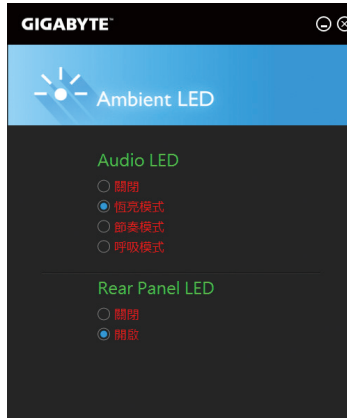 GIGABYTE™
Ambient LED
Audio LED
關閉
恆亮模式
節奏模式
呼吸模式
Rear Panel LED
關閉
開啟